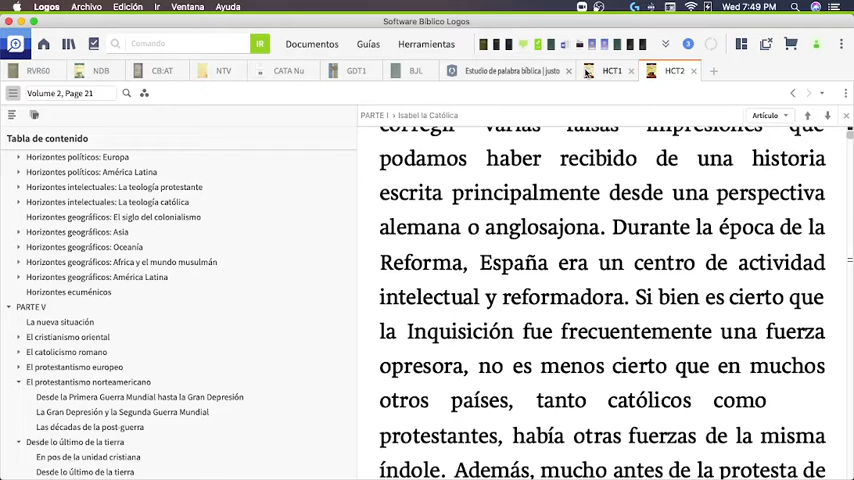 Logos Archivo Edición Ir Ventana Ayuda Wed 7:49 PM
Software Bíblico Logos
Comando IR Documentos Guías Herramientas 3
RVR60 NDB CB:AT NTV CATA Nu GDT1 BJL Estudio de palabra bíblica | justo HCT1 HCT2
Volume 2, Page 21
PARTE I › Isabel la Católica Artículo
Tabla de contenido
Horizontes políticos: Europa
Horizontes políticos: América Latina
Horizontes intelectuales: La teología protestante
Horizontes intelectuales: La teología católica
Horizontes geográficos: El siglo del colonialismo
Horizontes geográficos: Asia
Horizontes geográficos: Oceanía
Horizontes geográficos: Africa y el mundo musulmán
Horizontes geográficos: América Latina
Horizontes ecuménicos
PARTE V
La nueva situación
El cristianismo oriental
El catolicismo romano
El protestantismo europeo
El protestantismo norteamericano
Desde la Primera Guerra Mundial hasta la Gran Depresión
La Gran Depresión y la Segunda Guerra Mundial
Las décadas de la post-guerra
Desde lo último de la tierra
En pos de la unidad cristiana
Desde lo último de la tierra
corregir varias falsas impresiones que
podamos haber recibido de una historia
escrita principalmente desde una perspectiva
alemana o anglosajona. Durante la época de la
Reforma, España era un centro de actividad
intelectual y reformadora. Si bien es cierto que
la Inquisición fue frecuentemente una fuerza
opresora, no es menos cierto que en muchos
otros países, tanto católicos como
protestantes, había otras fuerzas de la misma
índole. Además, mucho antes de la protesta de